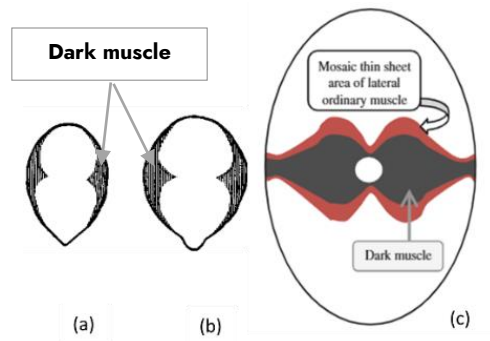 Dark muscle
Mosaic thin sheet
area of lateral
ordinary muscle
Dark muscle
(a)
(b)
(c)